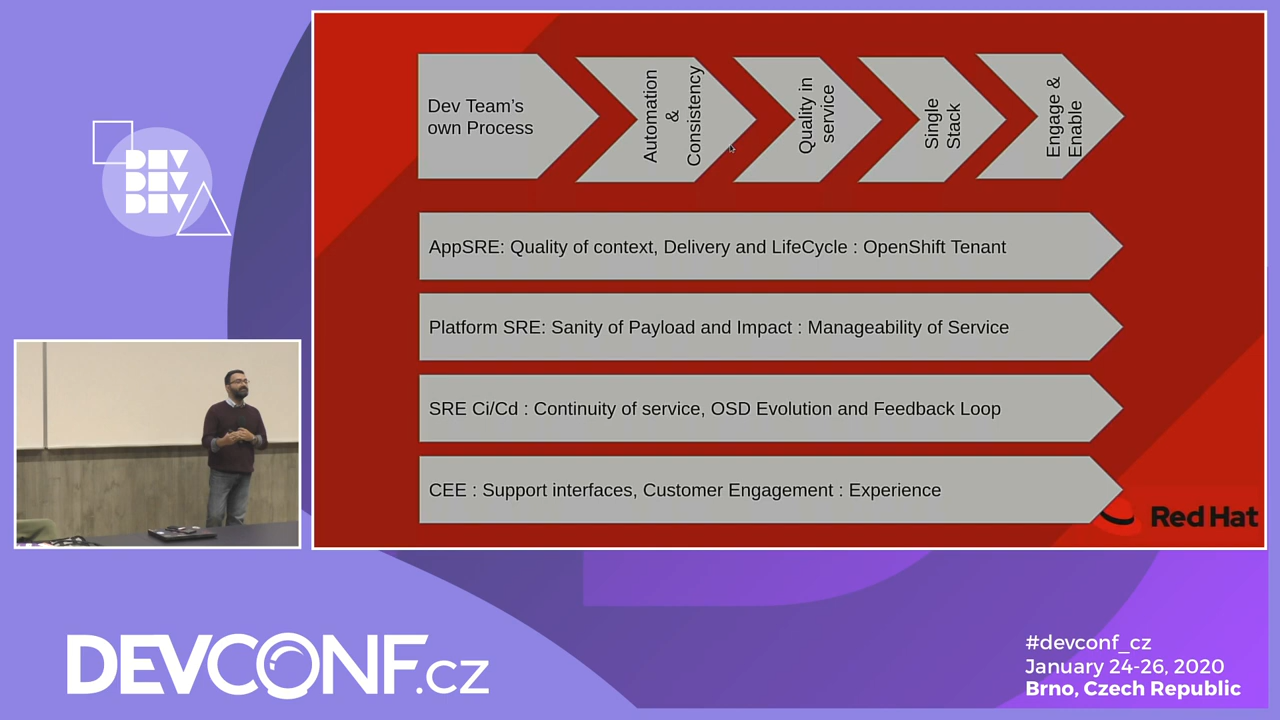 Dev Team's
own Process
Automation
&
Consistency
Quality in
service
Single
Stack
Engage &
Enable
AppSRE: Quality of context, Delivery and LifeCycle : OpenShift Tenant
Platform SRE: Sanity of Payload and Impact : Manageability of Service
SRE Ci/Cd : Continuity of service, OSD Evolution and Feedback Loop
CEE : Support interfaces, Customer Engagement : Experience
Red Hat
DEV
DEV
DEV
DEVCONF.cz
#devconf_cz
January 24-26, 2020
Brno, Czech Republic